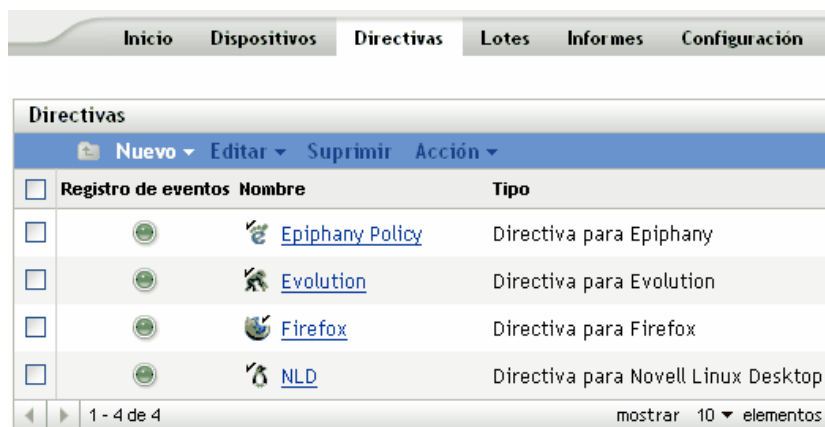 Inicio Dispositivos Directivas Lotes Informes Configuración
Directivas
Nuevo Editar Suprimir Acción
Registro de eventos Nombre Tipo
Epiphany Policy Directiva para Epiphany
Evolution Directiva para Evolution
Firefox Directiva para Firefox
NLD Directiva para Novell Linux Desktop
1 - 4 de 4 mostrar 10 elementos